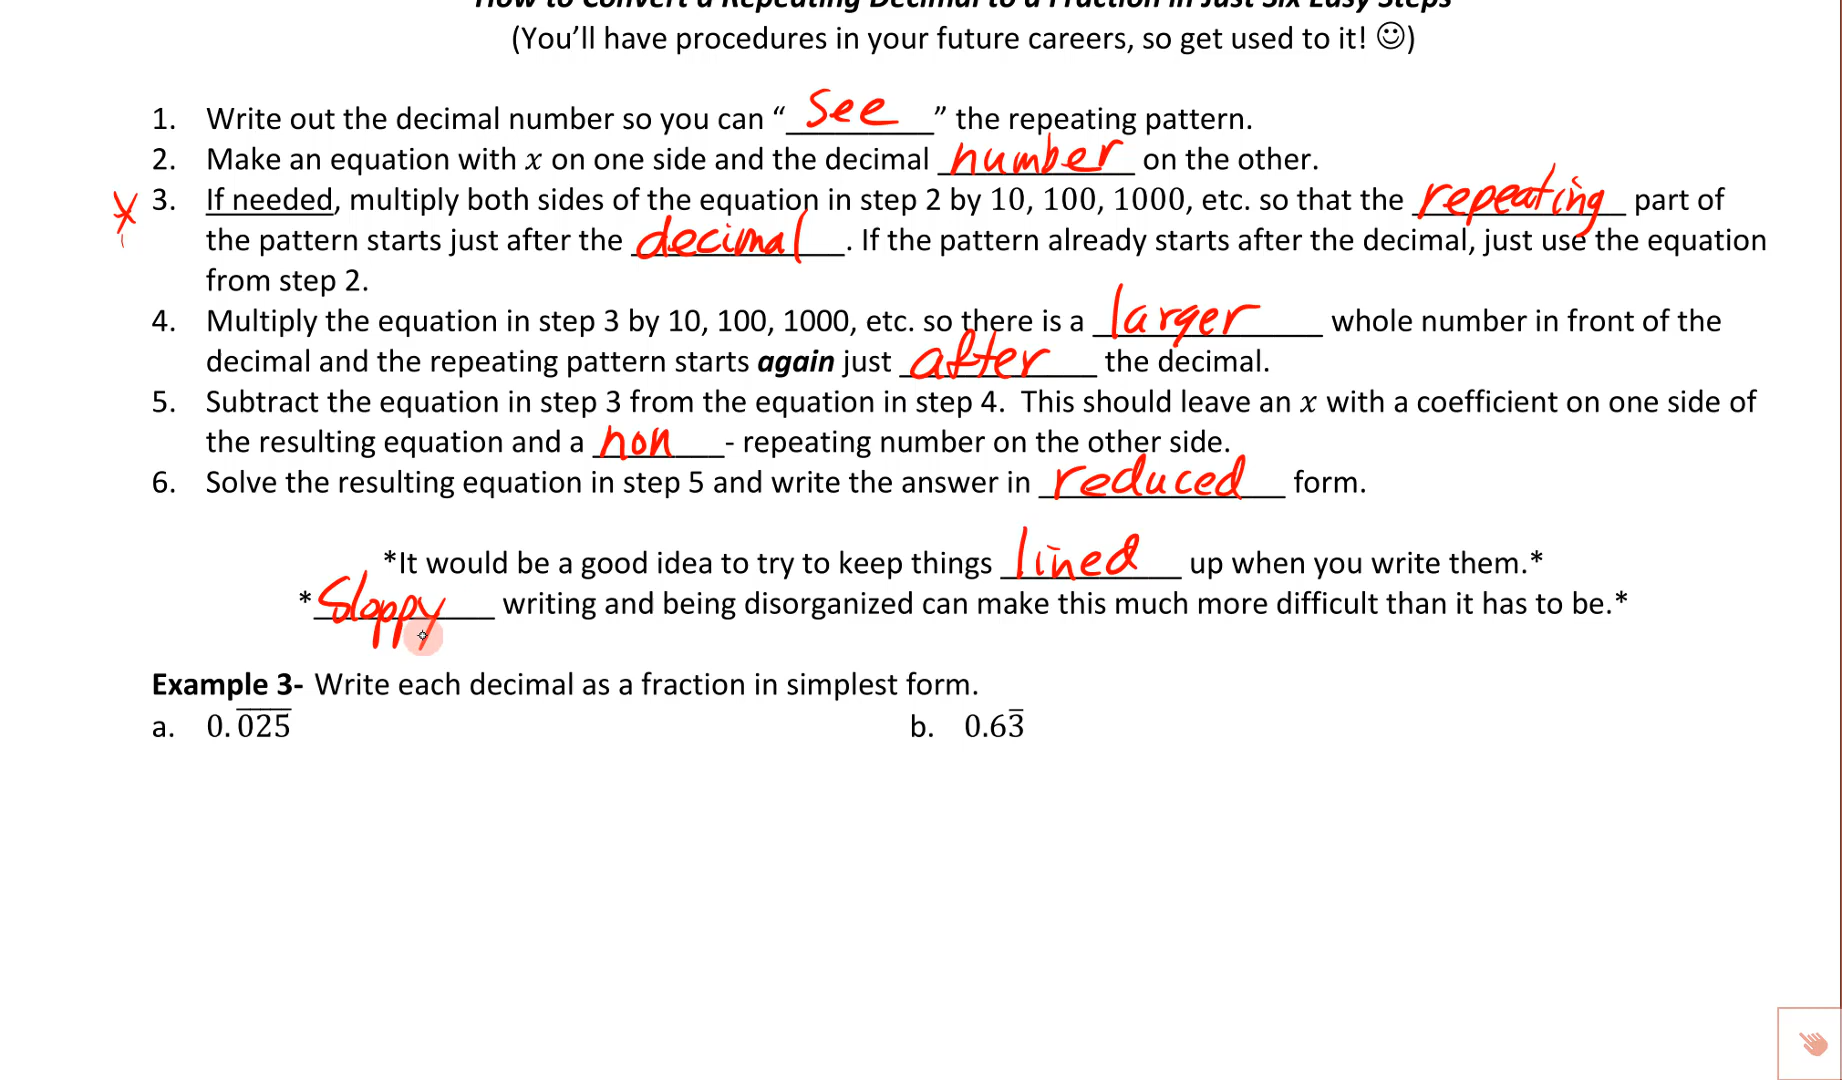 How to Convert a Repeating Decimal to a Fraction in Just Six Easy Steps
(You'll have procedures in your future careers, so get used to it! ☺)
1. Write out the decimal number so you can “see” the repeating pattern.
2. Make an equation with x on one side and the decimal number on the other.
* 3. If needed, multiply both sides of the equation in step 2 by 10, 100, 1000, etc. so that the repeating part of
the pattern starts just after the decimal. If the pattern already starts after the decimal, just use the equation
from step 2.
4. Multiply the equation in step 3 by 10, 100, 1000, etc. so there is a larger whole number in front of the
decimal and the repeating pattern starts again just after the decimal.
5. Subtract the equation in step 3 from the equation in step 4. This should leave an x with a coefficient on one side of
the resulting equation and a non - repeating number on the other side.
6. Solve the resulting equation in step 5 and write the answer in reduced form.
*It would be a good idea to try to keep things lined up when you write them.*
*Sloppy writing and being disorganized can make this much more difficult than it has to be.*
Example 3- Write each decimal as a fraction in simplest form.
a. 0.0̅2̅5̅ b. 0.63̅